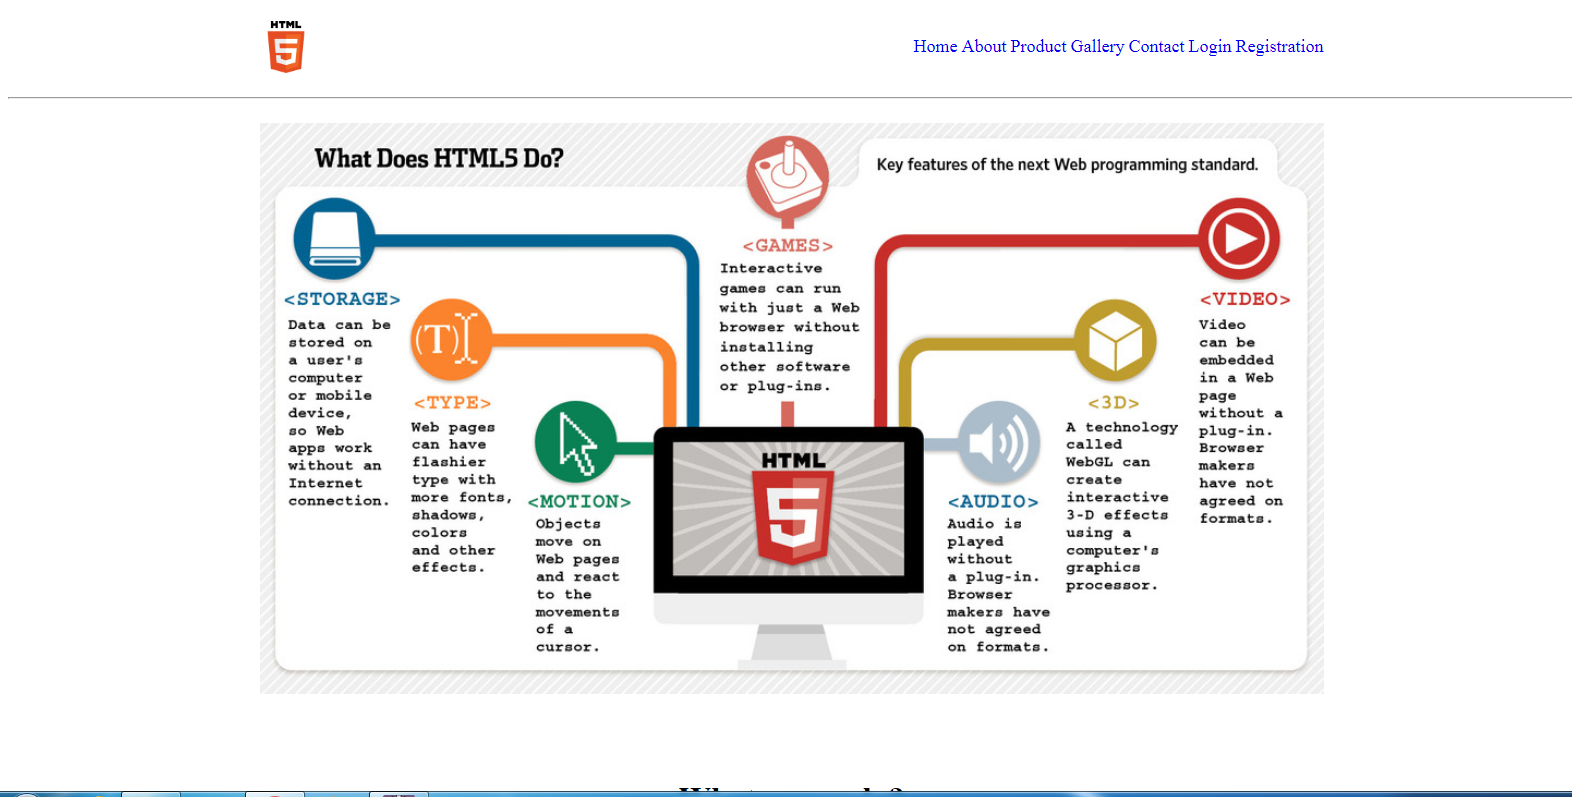 HTML
5
Home About Product Gallery Contact Login Registration
What Does HTML5 Do?
Key features of the next Web programming standard.
<STORAGE>
Data can be
stored on
a user's
computer
or mobile
device,
so Web
apps work
without an
Internet
connection.
(T)
<TYPE>
Web pages
can have
flashier
type with
more fonts,
shadows,
colors
and other
effects.
<MOTION>
Objects
move on
Web pages
and react
to the
movements
of a
cursor.
<GAMES>
Interactive
games can run
with just a Web
browser without
installing
other software
or plug-ins.
HTML
5
<AUDIO>
Audio is
played
without
a plug-in.
Browser
makers have
not agreed
on formats.
<3D>
A technology
called
WebGL can
create
interactive
3-D effects
using a
computer's
graphics
processor.
<VIDEO>
Video
can be
embedded
in a Web
page
without a
plug-in.
Browser
makers
have not
agreed on
formats.